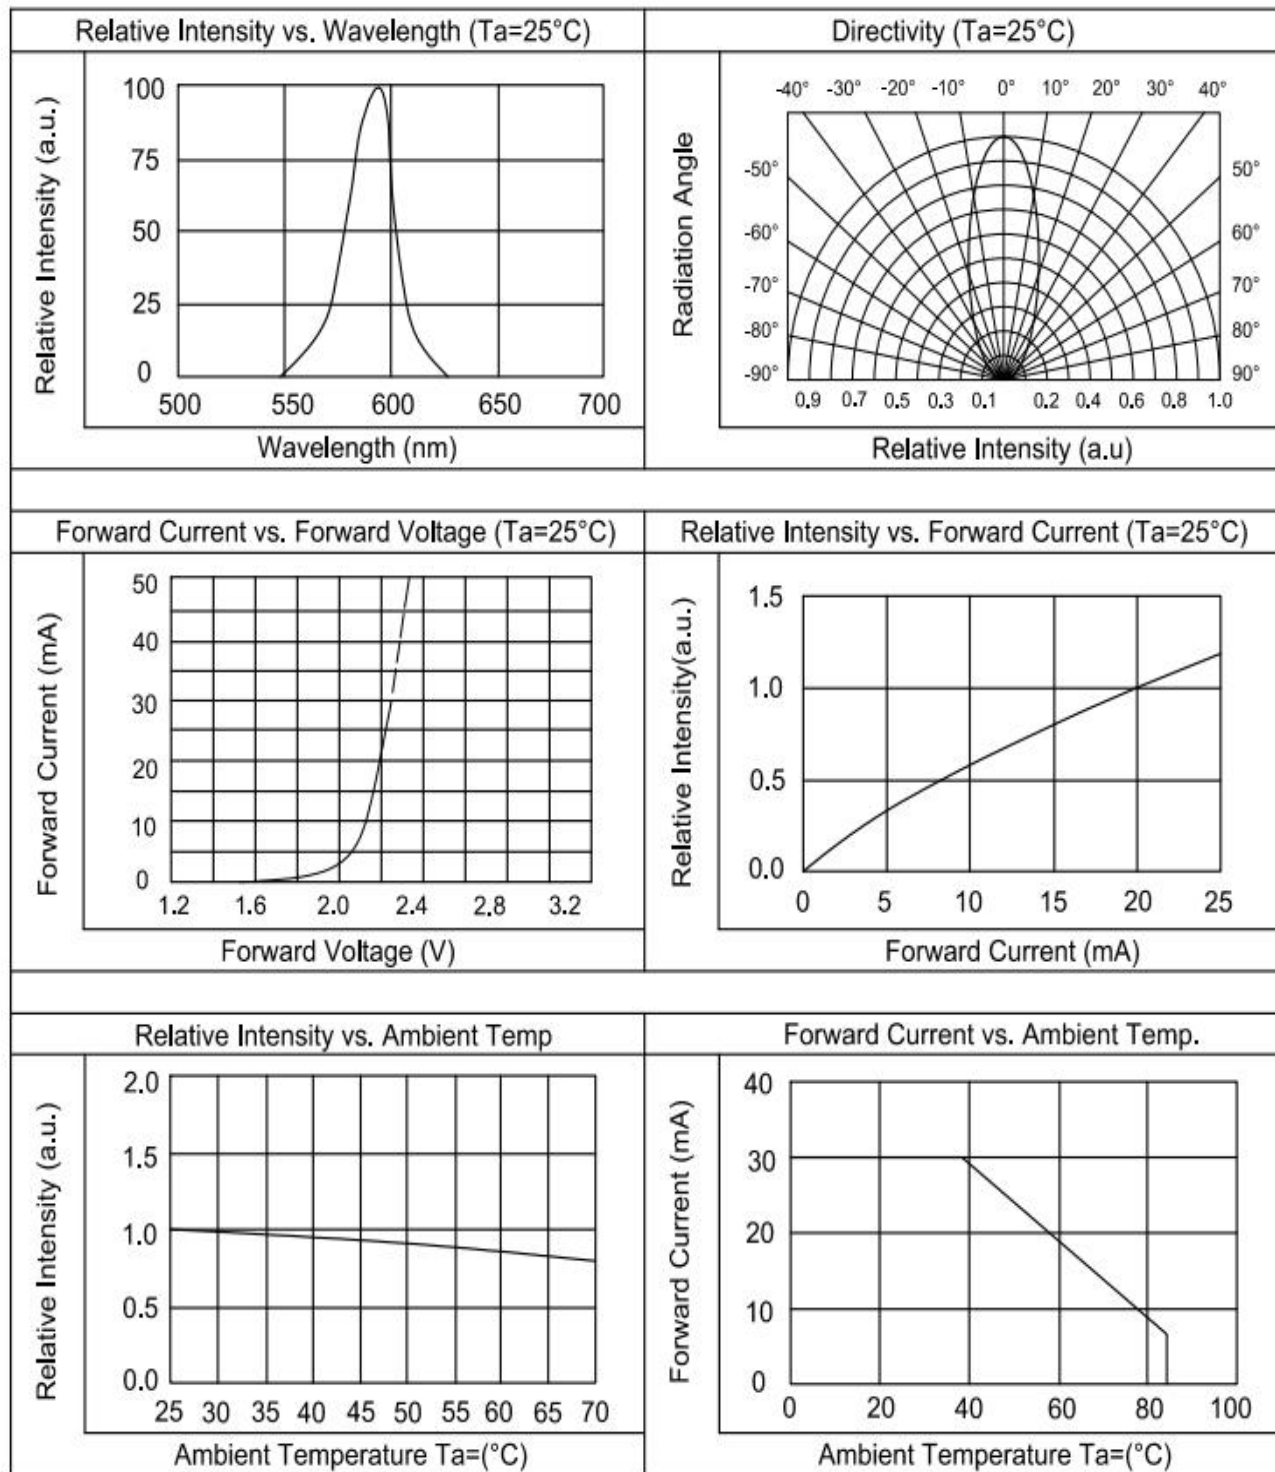 Relative Intensity vs. Wavelength (Ta=25°C)
Relative Intensity (a.u.)
100
75
50
25
0
500 550 600 650 700
Wavelength (nm)
Directivity (Ta=25°C)
Radiation Angle
-40° -30° -20° -10° 0° 10° 20° 30° 40°
-50° 50°
-60° 60°
-70° 70°
-80° 80°
-90° 90°
0.9 0.7 0.5 0.3 0.1 0.2 0.4 0.6 0.8 1.0
Relative Intensity (a.u)
Forward Current vs. Forward Voltage (Ta=25°C)
Forward Current (mA)
50
40
30
20
10
0
1.2 1.6 2.0 2.4 2.8 3.2
Forward Voltage (V)
Relative Intensity vs. Forward Current (Ta=25°C)
Relative Intensity(a.u.)
1.5
1.0
0.5
0.0
0 5 10 15 20 25
Forward Current (mA)
Relative Intensity vs. Ambient Temp
Relative Intensity (a.u.)
2.0
1.5
1.0
0.5
0.0
25 30 35 40 45 50 55 60 65 70
Ambient Temperature Ta=(°C)
Forward Current vs. Ambient Temp.
Forward Current (mA)
40
30
20
10
0
0 20 40 60 80 100
Ambient Temperature Ta=(°C)